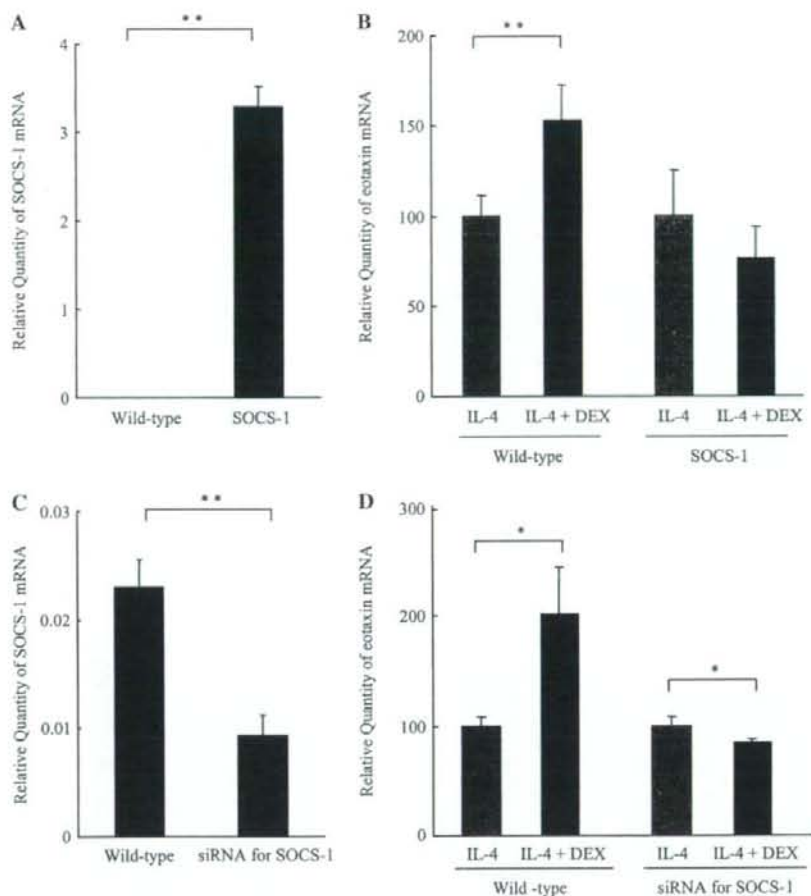 A
* *
4
3
2
1
0
Relative Quantity of SOCS-1 mRNA
Wild-type SOCS-1
B
* *
200
150
100
50
0
Relative Quantity of eotaxin mRNA
IL-4 IL-4 + DEX IL-4 IL-4 + DEX
Wild-type SOCS-1
C
* *
0.03
0.02
0.01
0
Relative Quantity of SOCS-1 mRNA
Wild-type siRNA for SOCS-1
D
*
*
300
200
100
0
Relative Quantity of eotaxin mRNA
IL-4 IL-4 + DEX IL-4 IL-4 + DEX
Wild -type siRNA for SOCS-1